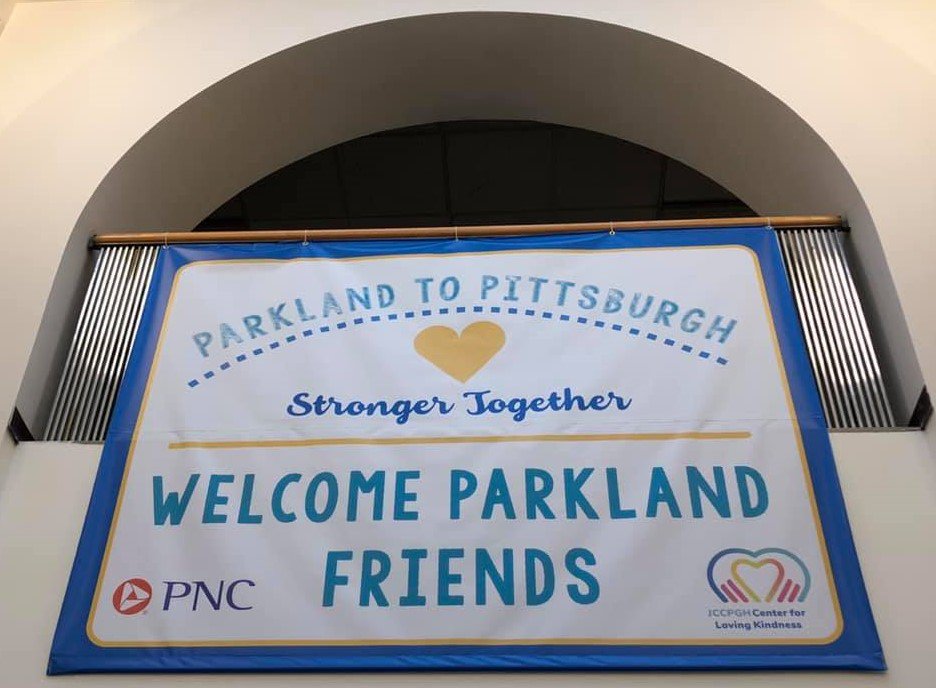 PARKLAND TO PITTSBURGH
Stronger Together
WELCOME PARKLAND
FRIENDS
PNC
JCCPGH Center for
Loving Kindness